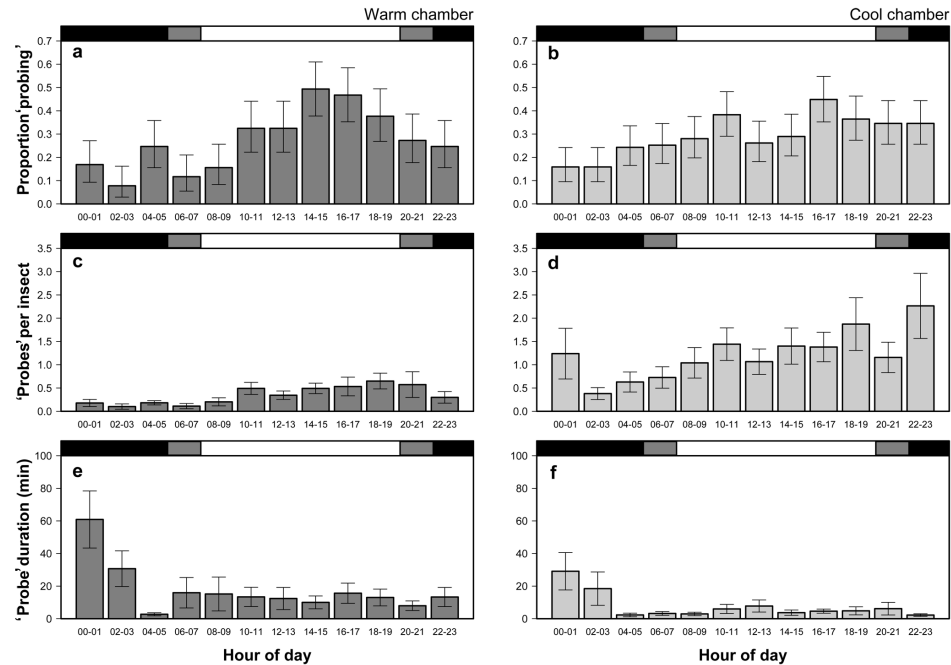 Warm chamber
Cool chamber
a
Proportion ‘probing’
0.7
0.6
0.5
0.4
0.3
0.2
0.1
0.0
00-01 02-03 04-05 06-07 08-09 10-11 12-13 14-15 16-17 18-19 20-21 22-23
b
0.7
0.6
0.5
0.4
0.3
0.2
0.1
0.0
00-01 02-03 04-05 06-07 08-09 10-11 12-13 14-15 16-17 18-19 20-21 22-23
c
‘Probes’ per insect
3.5
3.0
2.5
2.0
1.5
1.0
0.5
0.0
00-01 02-03 04-05 06-07 08-09 10-11 12-13 14-15 16-17 18-19 20-21 22-23
d
3.5
3.0
2.5
2.0
1.5
1.0
0.5
0.0
00-01 02-03 04-05 06-07 08-09 10-11 12-13 14-15 16-17 18-19 20-21 22-23
e
‘Probe’ duration (min)
100
80
60
40
20
0
00-01 02-03 04-05 06-07 08-09 10-11 12-13 14-15 16-17 18-19 20-21 22-23
Hour of day
f
100
80
60
40
20
0
00-01 02-03 04-05 06-07 08-09 10-11 12-13 14-15 16-17 18-19 20-21 22-23
Hour of day